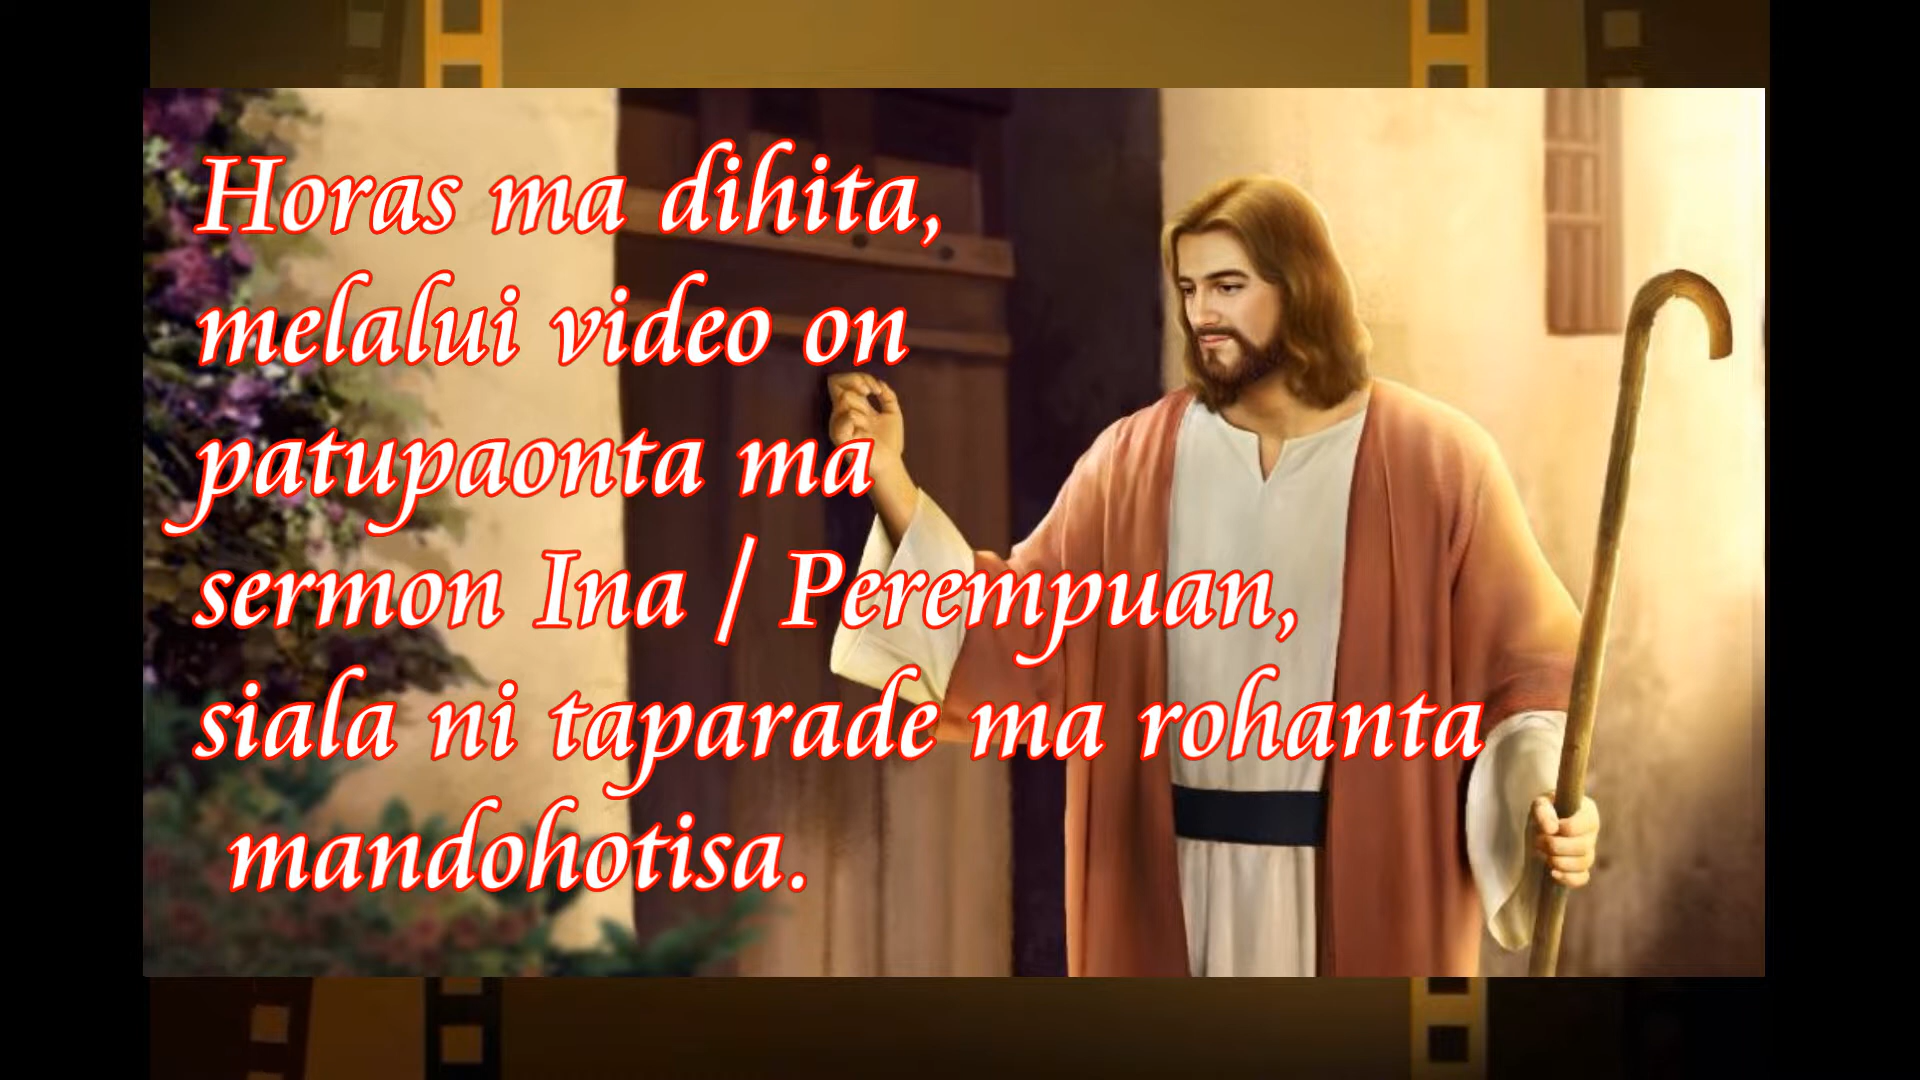 Horas ma dihita,
melalui video on
patupaonta ma
sermon Ina / Perempuan,
siala ni taparade ma rohanta
mandohotisa.